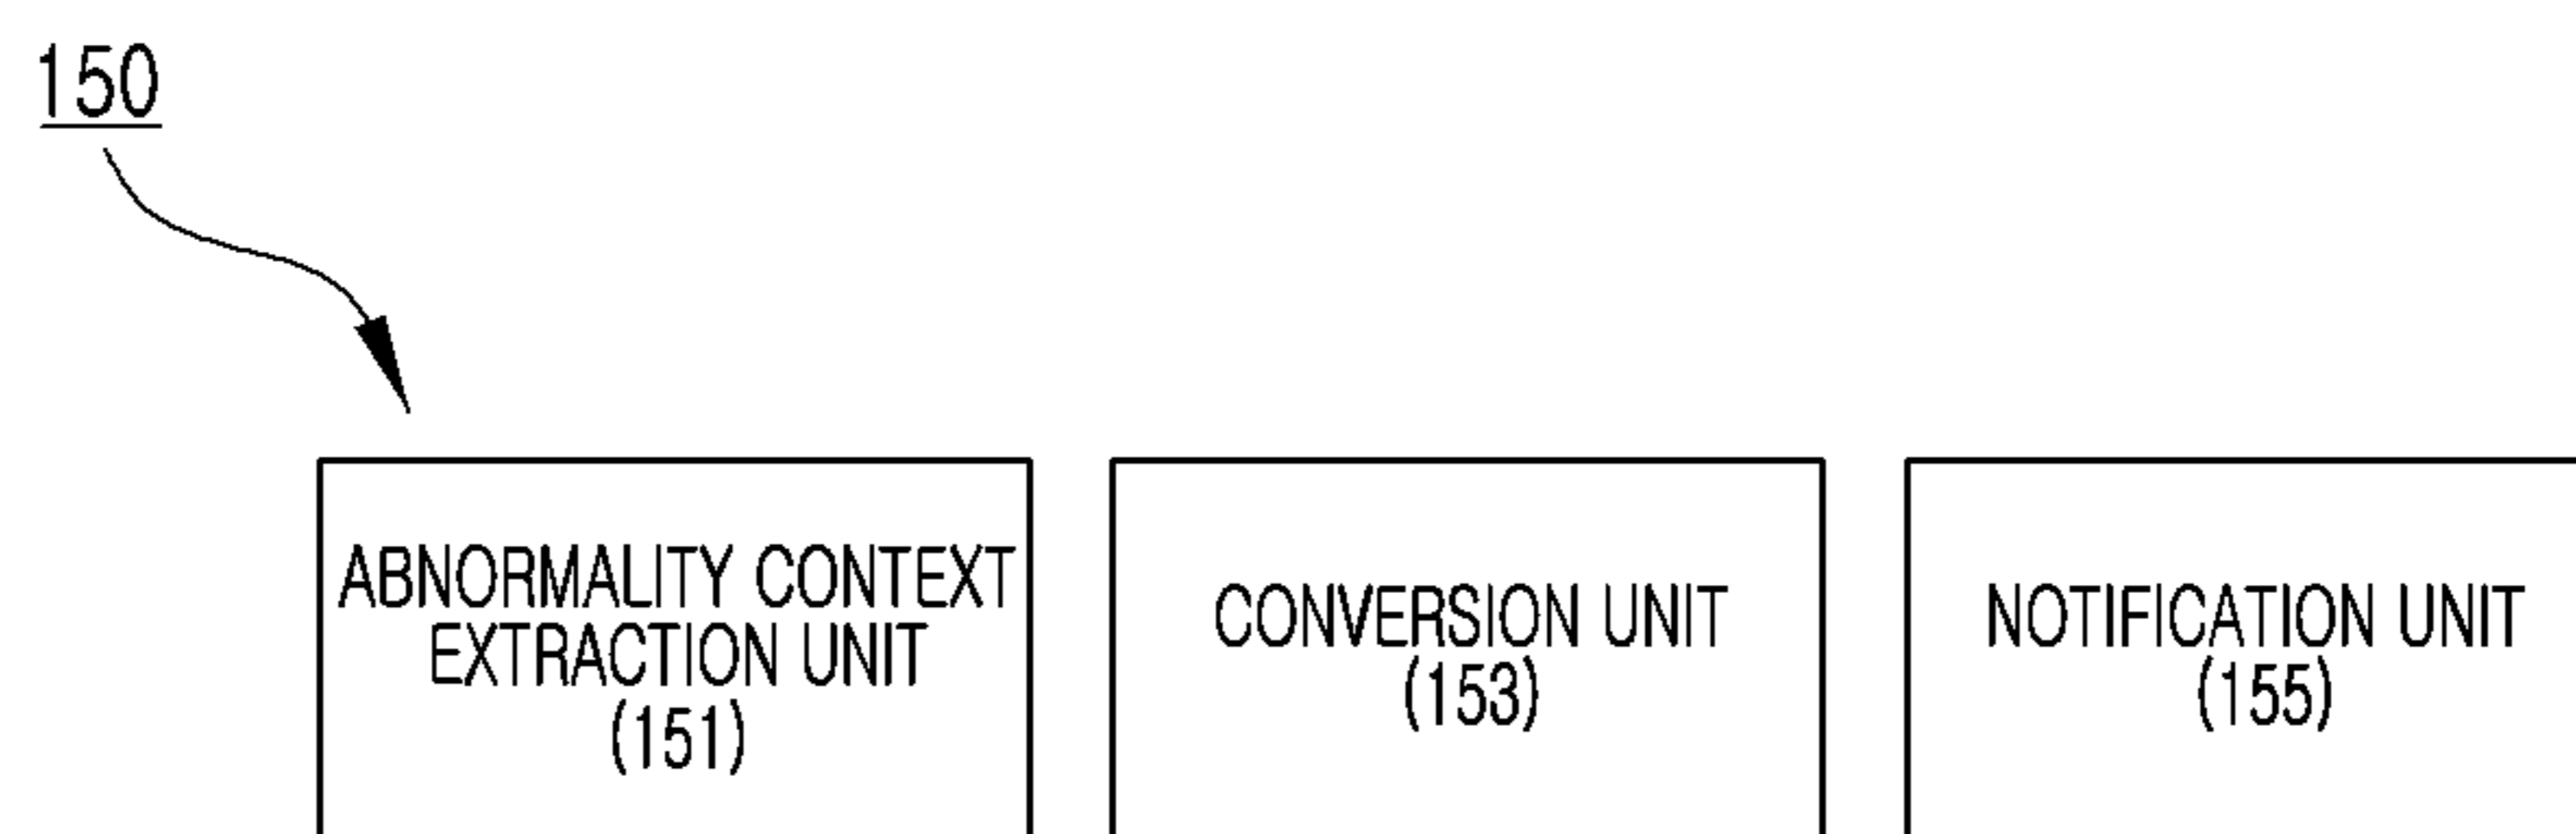 150
ABNORMALITY CONTEXT
EXTRACTION UNIT
(151)
CONVERSION UNIT
(153)
NOTIFICATION UNIT
(155)